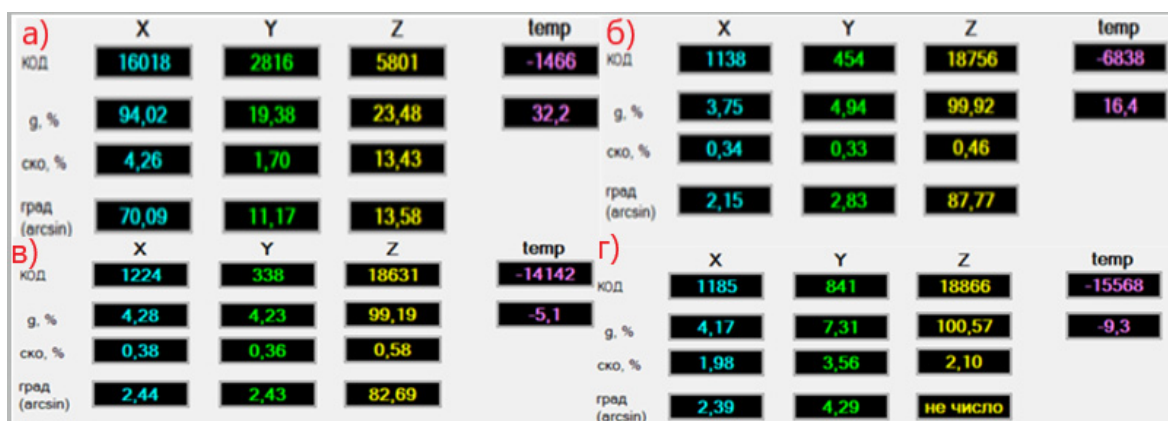 а) X Y Z temp
код 16018 2816 5801 -1466
g, % 94,02 19,38 23,48 32,2
ско, % 4,26 1,70 13,43
град (arcsin) 70,09 11,17 13,58
б) X Y Z temp
код 1138 454 18756 -6838
g, % 3,75 4,94 99,92 16,4
ско, % 0,34 0,33 0,46
град (arcsin) 2,15 2,83 87,77
в) X Y Z temp
код 1224 338 18631 -14142
g, % 4,28 4,23 99,19 -5,1
ско, % 0,38 0,36 0,58
град (arcsin) 2,44 2,43 82,69
г) X Y Z temp
код 1185 841 18866 -15568
g, % 4,17 7,31 100,57 -9,3
ско, % 1,98 3,56 2,10
град (arcsin) 2,39 4,29 не число